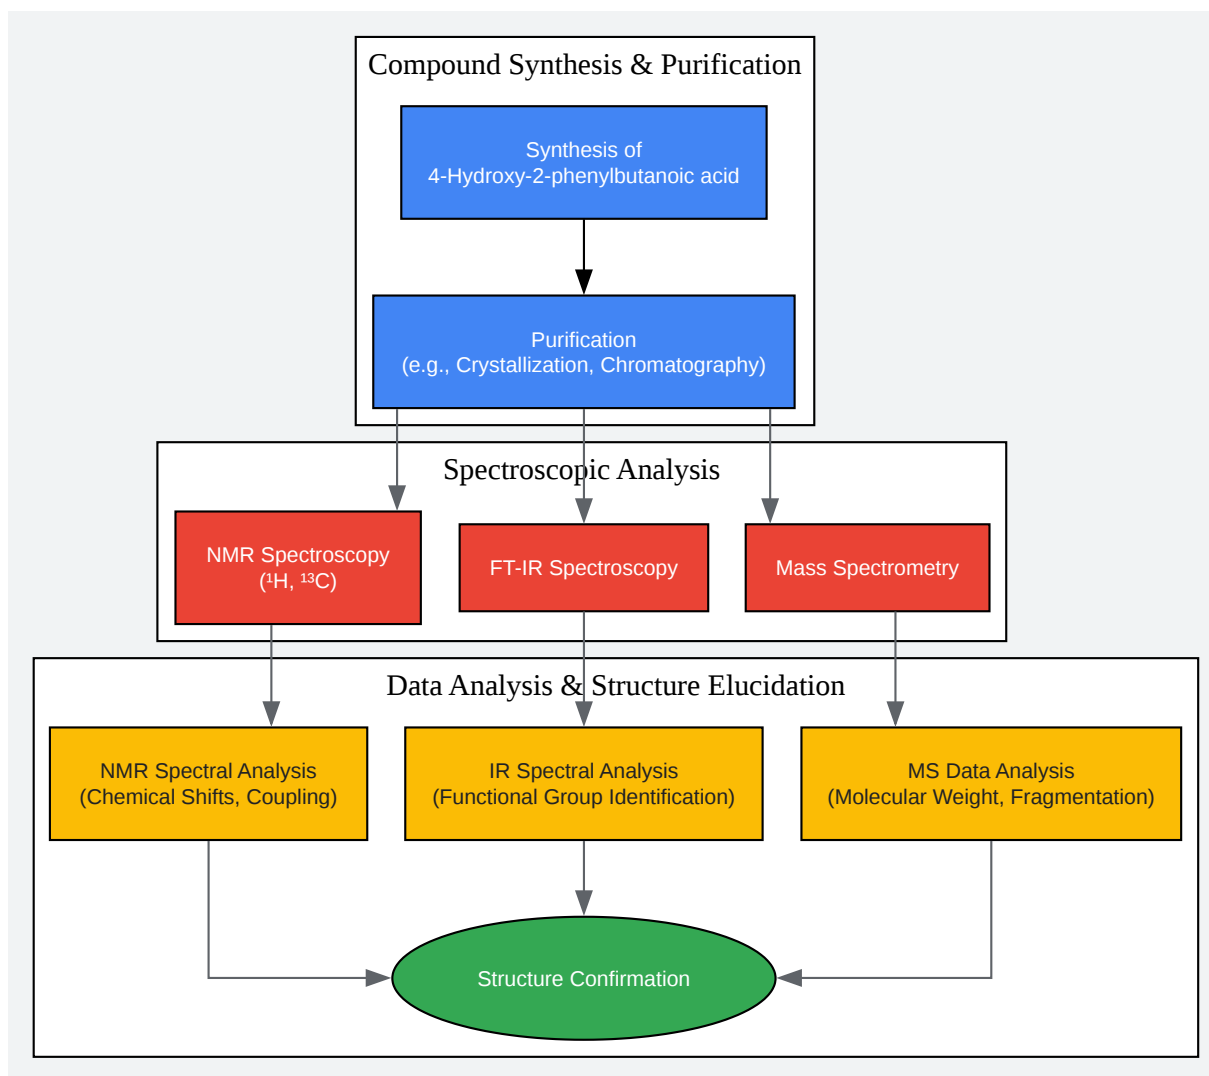 Compound Synthesis & Purification
Synthesis of
4-Hydroxy-2-phenylbutanoic acid
Purification
(e.g., Crystallization, Chromatography)
Spectroscopic Analysis
NMR Spectroscopy
(¹H, ¹³C)
FT-IR Spectroscopy
Mass Spectrometry
Data Analysis & Structure Elucidation
NMR Spectral Analysis
(Chemical Shifts, Coupling)
IR Spectral Analysis
(Functional Group Identification)
MS Data Analysis
(Molecular Weight, Fragmentation)
Structure Confirmation